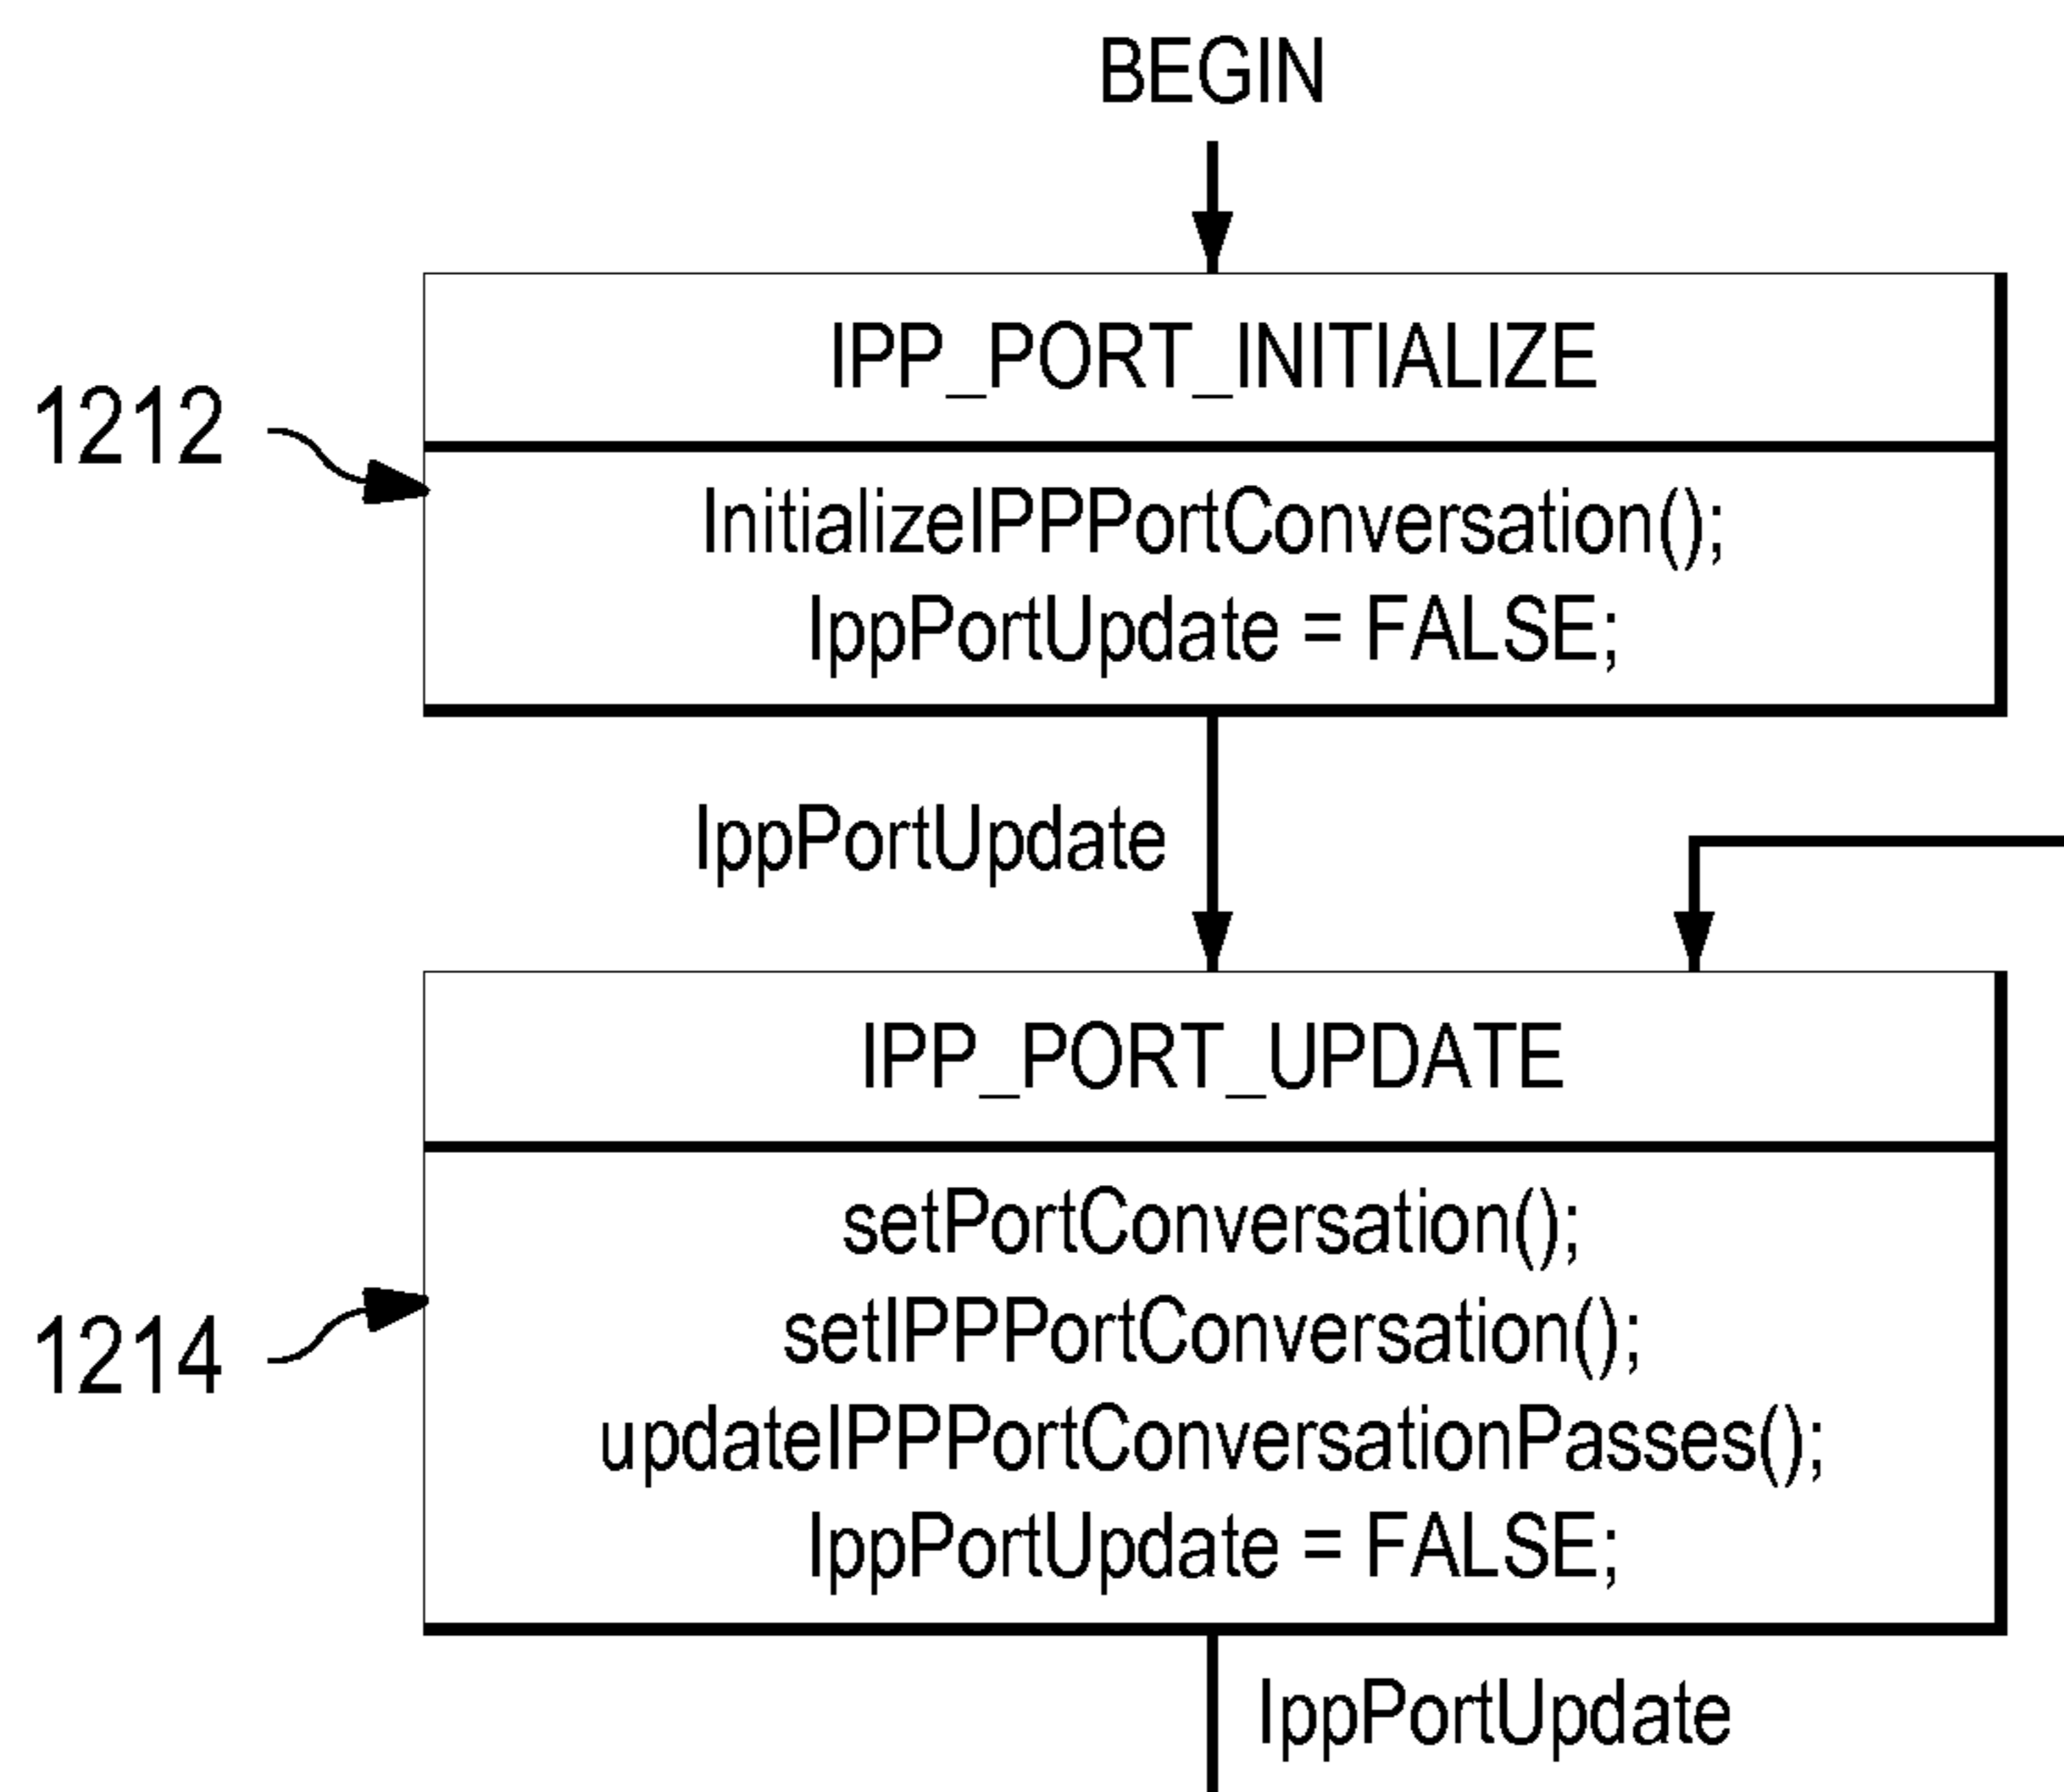 BEGIN
IPP_PORT_INITIALIZE
1212
InitializeIPPPortConversation();
IppPortUpdate = FALSE;
IppPortUpdate
IPP_PORT_UPDATE
setPortConversation();
1214
setIPPPortConversation();
updateIPPPortConversationPasses();
IppPortUpdate = FALSE;
IppPortUpdate